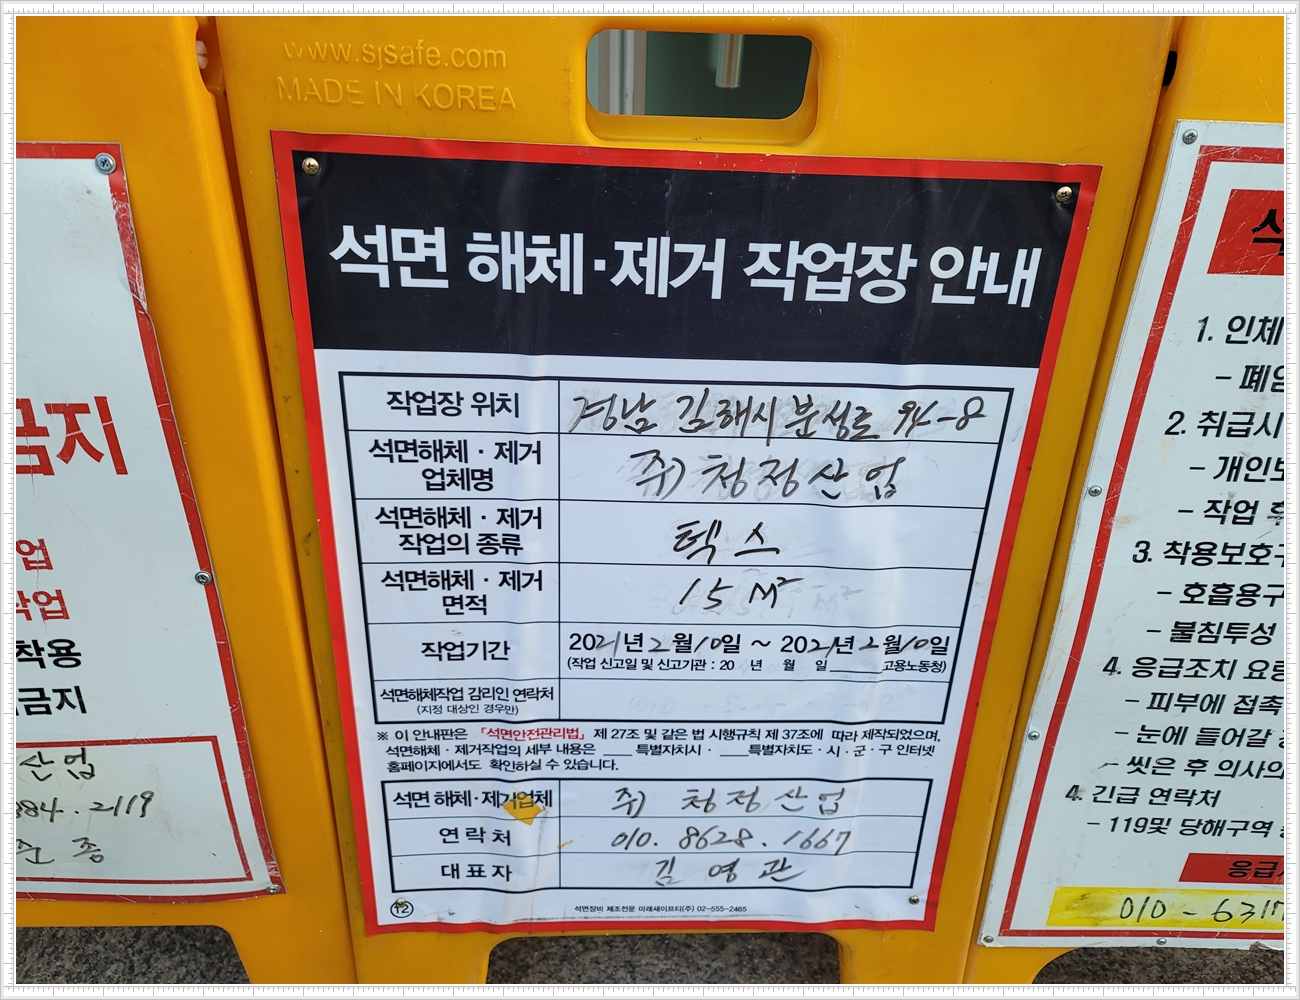 www.sjsafe.com
MADE IN KOREA
석면 해체·제거 작업장 안내
작업장 위치 경남 김해시 분성로 94-8
석면해체 · 제거
업체명
주) 청정산업
석면해체 · 제거
작업의 종류
텍스
석면해체 · 제거
면적
15 M²
작업기간 2021년 2월 10일 ~ 2021년 2월 10일
(작업 신고일 및 신고기관 : 20 년 월 일 ______ 고용노동청)
석면해체작업 감리인 연락처
(지정 대상인 경우만)
※ 이 안내판은 「석면안전관리법」 제 27조 및 같은 법 시행규칙 제 37조에 따라 제작되었으며,
석면해체 · 제거작업의 세부 내용은 ____ 특별자치시 · ____특별자치도 · 시 · 군 · 구 인터넷
홈페이지에서도 확인하실 수 있습니다.
석면 해체·제거업체 주) 청정산업
연 락 처 010. 8628. 1667
대 표 자 김 영 관
12 석면장비 제조전문 미래세이프티(주) 02-555-2465
금지
업
작업
착용
금지
산업
384. 2119
준 종
1. 인체
- 폐암
2. 취급시
- 개인보
- 작업 후
3. 착용보호구
- 호흡용구
- 불침투성
4. 응급조치 요령
- 피부에 접촉
- 눈에 들어갈
- 씻은 후 의사의
4. 긴급 연락처
- 119및 당해구역
응급
010 - 6317